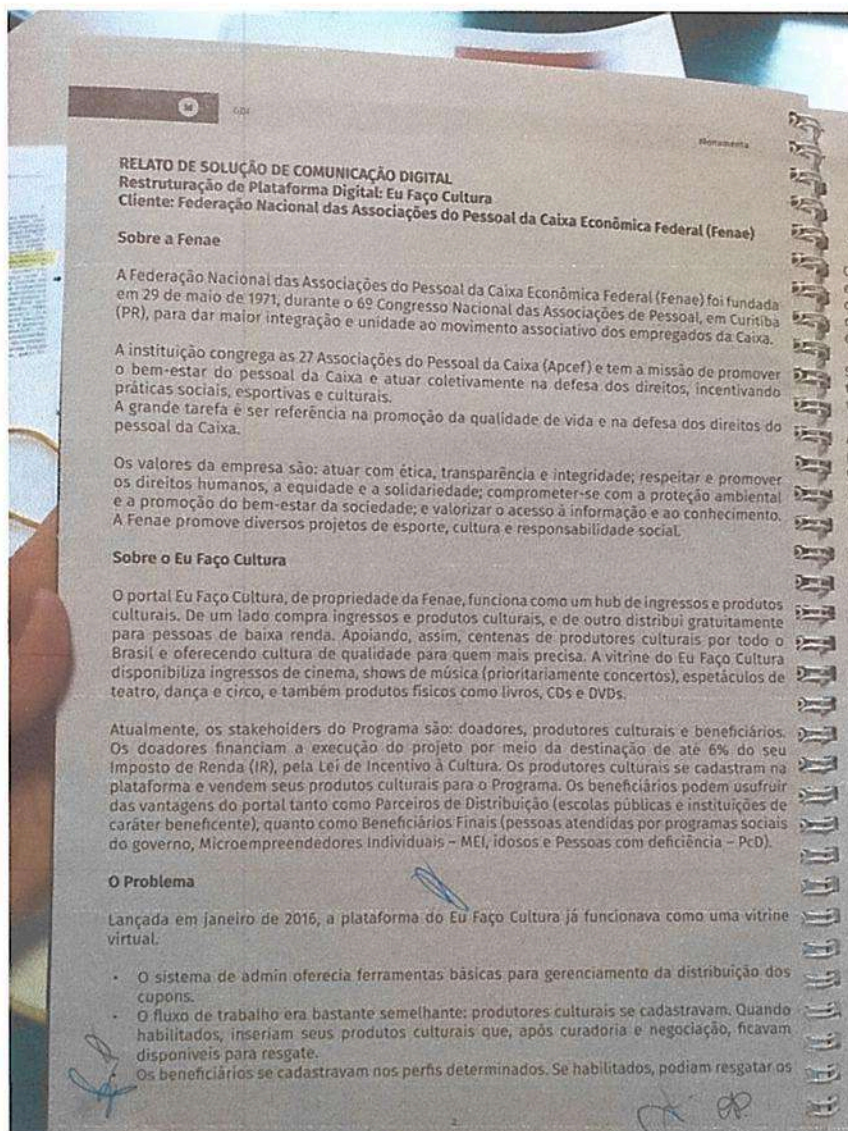 Monumenta
RELATO DE SOLUÇÃO DE COMUNICAÇÃO DIGITAL
Restruturação de Plataforma Digital: Eu Faço Cultura
Cliente: Federação Nacional das Associações do Pessoal da Caixa Econômica Federal (Fenae)
Sobre a Fenae
A Federação Nacional das Associações do Pessoal da Caixa Econômica Federal (Fenae) foi fundada
em 29 de maio de 1971, durante o 6º Congresso Nacional das Associações de Pessoal, em Curitiba
(PR), para dar maior integração e unidade ao movimento associativo dos empregados da Caixa.
A instituição congrega as 27 Associações do Pessoal da Caixa (Apcef) e tem a missão de promover
o bem-estar do pessoal da Caixa e atuar coletivamente na defesa dos direitos, incentivando
práticas sociais, esportivas e culturais.
A grande tarefa é ser referência na promoção da qualidade de vida e na defesa dos direitos do
pessoal da Caixa.
Os valores da empresa são: atuar com ética, transparência e integridade; respeitar e promover
os direitos humanos, a equidade e a solidariedade; comprometer-se com a proteção ambiental
e a promoção do bem-estar da sociedade; e valorizar o acesso à informação e ao conhecimento.
A Fenae promove diversos projetos de esporte, cultura e responsabilidade social.
Sobre o Eu Faço Cultura
O portal Eu Faço Cultura, de propriedade da Fenae, funciona como um hub de ingressos e produtos
culturais. De um lado compra ingressos e produtos culturais, e de outro distribui gratuitamente
para pessoas de baixa renda. Apoiando, assim, centenas de produtores culturais por todo o
Brasil e oferecendo cultura de qualidade para quem mais precisa. A vitrine do Eu Faço Cultura
disponibiliza ingressos de cinema, shows de música (prioritariamente concertos), espetáculos de
teatro, dança e circo, e também produtos físicos como livros, CDs e DVDs.
Atualmente, os stakeholders do Programa são: doadores, produtores culturais e beneficiários.
Os doadores financiam a execução do projeto por meio da destinação de até 6% do seu
Imposto de Renda (IR), pela Lei de Incentivo à Cultura. Os produtores culturais se cadastram na
plataforma e vendem seus produtos culturais para o Programa. Os beneficiários podem usufruir
das vantagens do portal tanto como Parceiros de Distribuição (escolas públicas e instituições de
caráter beneficente), quanto como Beneficiários Finais (pessoas atendidas por programas sociais
do governo, Microempreendedores Individuais – MEI, idosos e Pessoas com deficiência – PcD).
O Problema
Lançada em janeiro de 2016, a plataforma do Eu Faço Cultura já funcionava como uma vitrine
virtual.
• O sistema de admin oferecia ferramentas básicas para gerenciamento da distribuição dos
cupons.
• O fluxo de trabalho era bastante semelhante: produtores culturais se cadastravam. Quando
habilitados, inseriam seus produtos culturais que, após curadoria e negociação, ficavam
disponíveis para resgate.
Os beneficiários se cadastravam nos perfis determinados. Se habilitados, podiam resgatar os
2